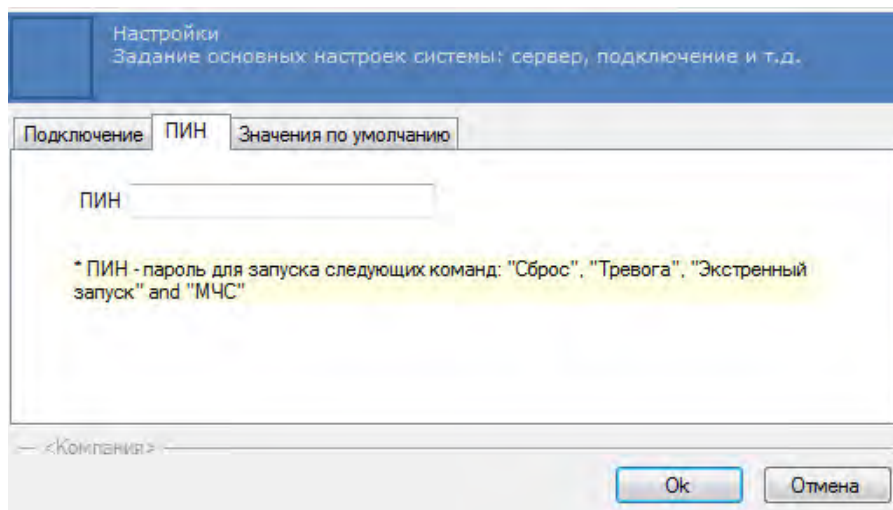 Настройки
Задание основных настроек системы: сервер, подключение и т.д.
Подключение ПИН Значения по умолчанию
ПИН
* ПИН - пароль для запуска следующих команд: "Сброс", "Тревога", "Экстренный
запуск" and "МЧС"
<Компания>
Ok Отмена